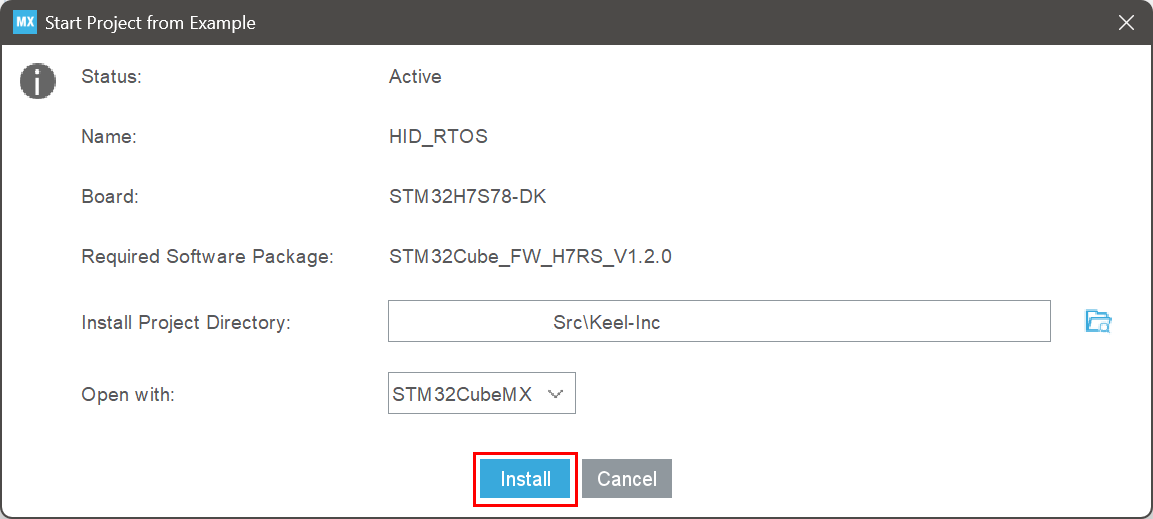 MX Start Project from Example
Status: Active
Name: HID_RTOS
Board: STM32H7S78-DK
Required Software Package: STM32Cube_FW_H7RS_V1.2.0
Install Project Directory: Src\Keel-Inc
Open with: STM32CubeMX
Install Cancel